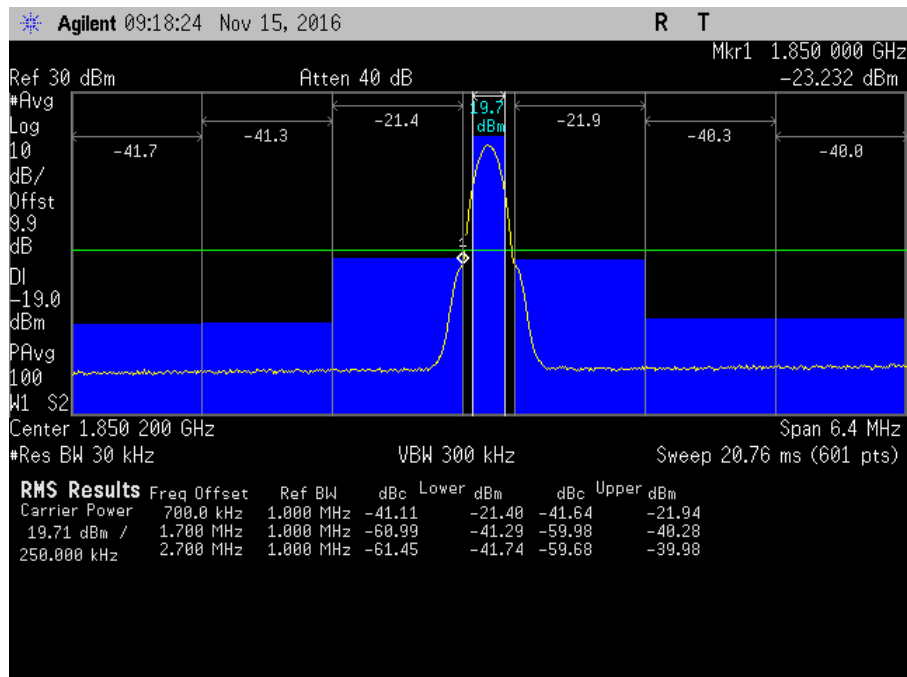 Agilent 09:18:24 Nov 15, 2016 R T
Mkr1 1.850 000 GHz
Ref 30 dBm Atten 40 dB -23.232 dBm
#Avg
Log
10
dB/
Offst
9.9
dB
DI
-19.0
dBm
PAvg
100
W1 S2
-41.7
-41.3
-21.4
19.7
dBm
-21.9
-40.3
-40.0
1
Center 1.850 200 GHz Span 6.4 MHz
#Res BW 30 kHz VBW 300 kHz Sweep 20.76 ms (601 pts)
RMS Results Freq Offset Ref BW dBc Lower dBm dBc Upper dBm
Carrier Power 700.0 kHz 1.000 MHz -41.11 -21.40 -41.64 -21.94
19.71 dBm / 1.700 MHz 1.000 MHz -60.99 -41.29 -59.98 -40.28
250.000 kHz 2.700 MHz 1.000 MHz -61.45 -41.74 -59.68 -39.98